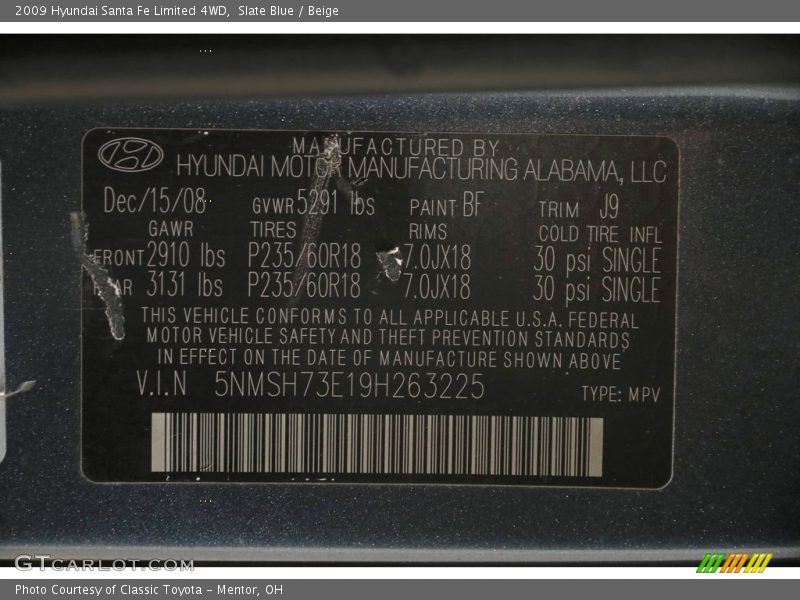 2009 Hyundai Santa Fe Limited 4WD, Slate Blue / Beige
MANUFACTURED BY
HYUNDAI MOTOR MANUFACTURING ALABAMA, LLC
Dec/15/08 GVWR 5291 lbs PAINT BF TRIM J9
GAWR TIRES RIMS COLD TIRE INFL
FRONT 2910 lbs P235/60R18 7.0JX18 30 psi SINGLE
REAR 3131 lbs P235/60R18 7.0JX18 30 psi SINGLE
THIS VEHICLE CONFORMS TO ALL APPLICABLE U.S.A. FEDERAL
MOTOR VEHICLE SAFETY AND THEFT PREVENTION STANDARDS
IN EFFECT ON THE DATE OF MANUFACTURE SHOWN ABOVE
V.I.N 5NMSH73E19H263225 TYPE: MPV
GTCARLOT.COM
Photo Courtesy of Classic Toyota - Mentor, OH